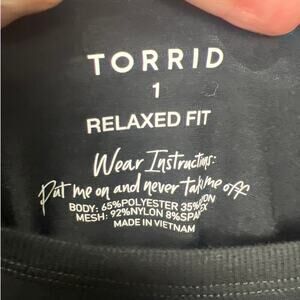 TORRID
1
RELAXED FIT
Wear Instructions:
Put me on and never take me off
BODY: 65%POLYESTER 35%
MESH: 92%NYLON 8%
MADE IN VIETNAM